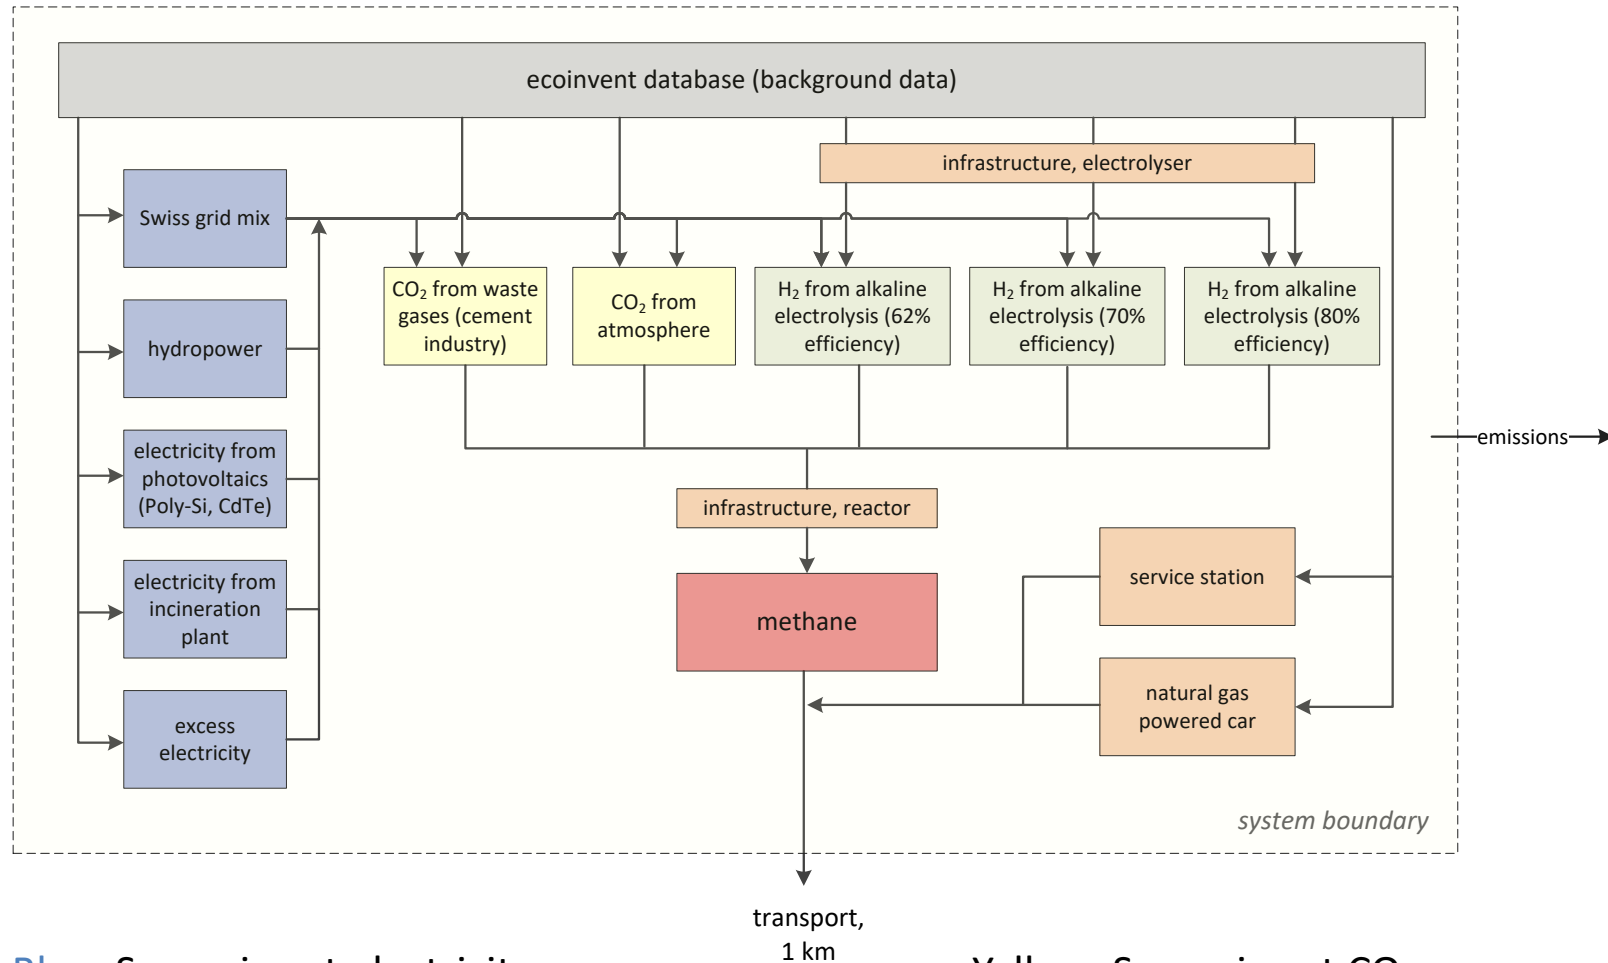 ecoinvent database (background data)
infrastructure, electrolyser
Swiss grid mix
hydropower
electricity from
photovoltaics
(Poly-Si, CdTe)
electricity from
incineration
plant
excess
electricity
CO₂ from waste
gases (cement
industry)
CO₂ from
atmosphere
H₂ from alkaline
electrolysis (62%
efficiency)
H₂ from alkaline
electrolysis (70%
efficiency)
H₂ from alkaline
electrolysis (80%
efficiency)
emissions
infrastructure, reactor
methane
service station
natural gas
powered car
system boundary
transport,
1 km